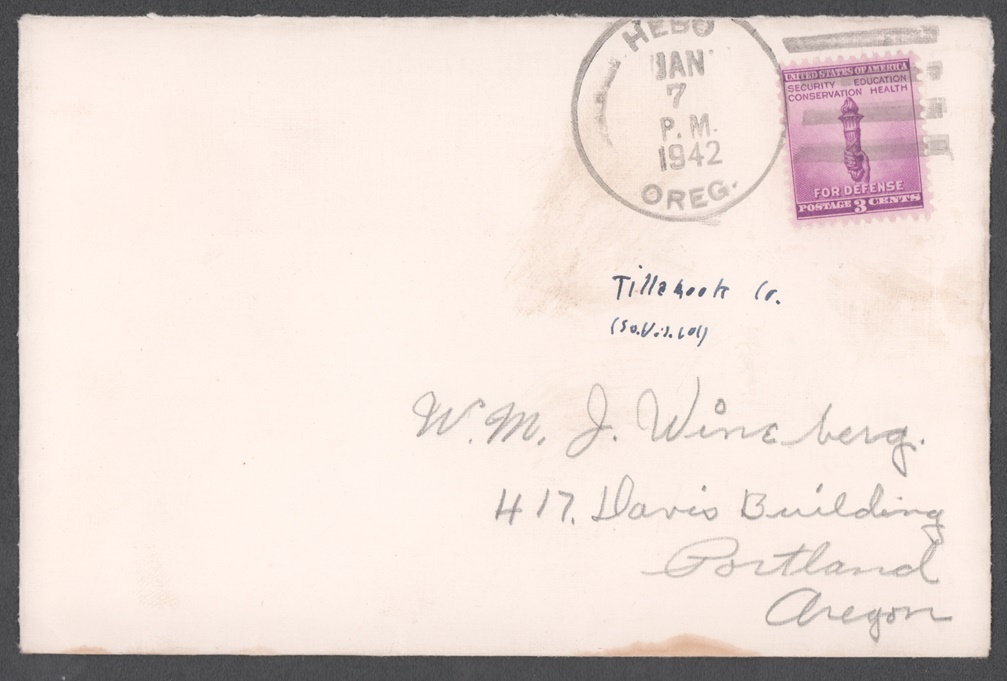 HEBO
JAN
7
P.M.
1942
OREG.
UNITED STATES OF AMERICA
SECURITY EDUCATION
CONSERVATION HEALTH
FOR DEFENSE
POSTAGE 3 CENTS
Tillamook Co.
W. M. J. Wineberg.
417. Davis Building
Portland
Oregon